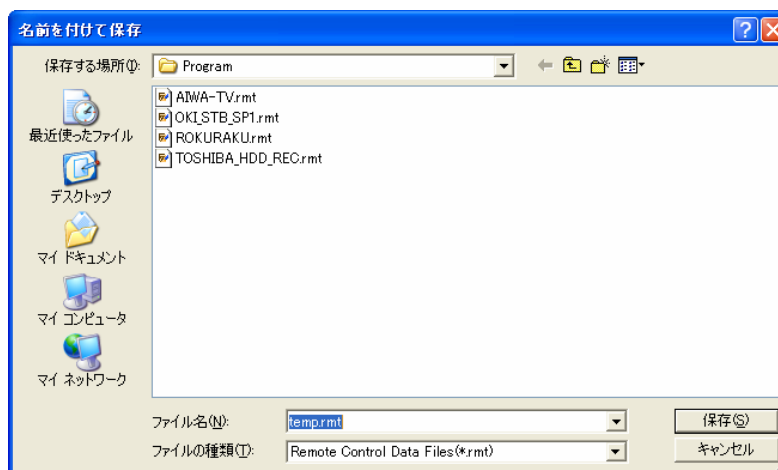 名前を付けて保存
保存する場所(I):
Program
AIWA-TV.rmt
OKI_STB_SP1.rmt
ROKURAKU.rmt
TOSHIBA_HDD_REC.rmt
最近使ったファイル
デスクトップ
マイ ドキュメント
マイ コンピュータ
マイ ネットワーク
ファイル名(N):
temp.rmt
保存(S)
ファイルの種類(T):
Remote Control Data Files(*.rmt)
キャンセル